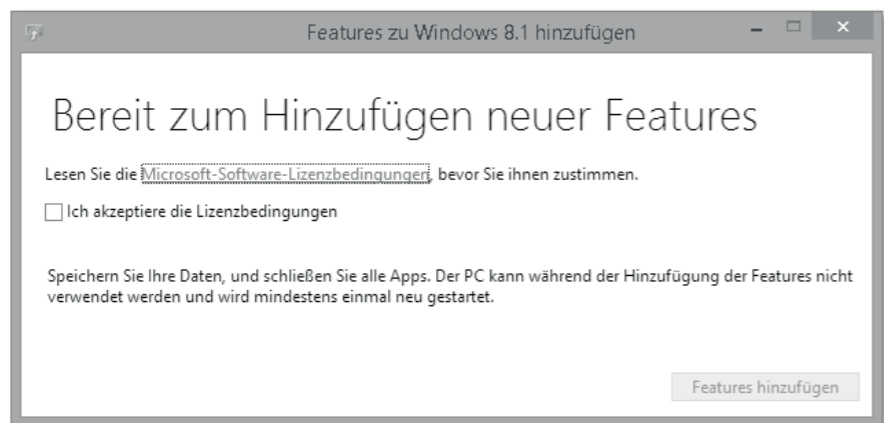 Features zu Windows 8.1 hinzufügen
Bereit zum Hinzufügen neuer Features
Lesen Sie die Microsoft-Software-Lizenzbedingungen, bevor Sie ihnen zustimmen.
Ich akzeptiere die Lizenzbedingungen
Speichern Sie Ihre Daten, und schließen Sie alle Apps. Der PC kann während der Hinzufügung der Features nicht
verwendet werden und wird mindestens einmal neu gestartet.
Features hinzufügen